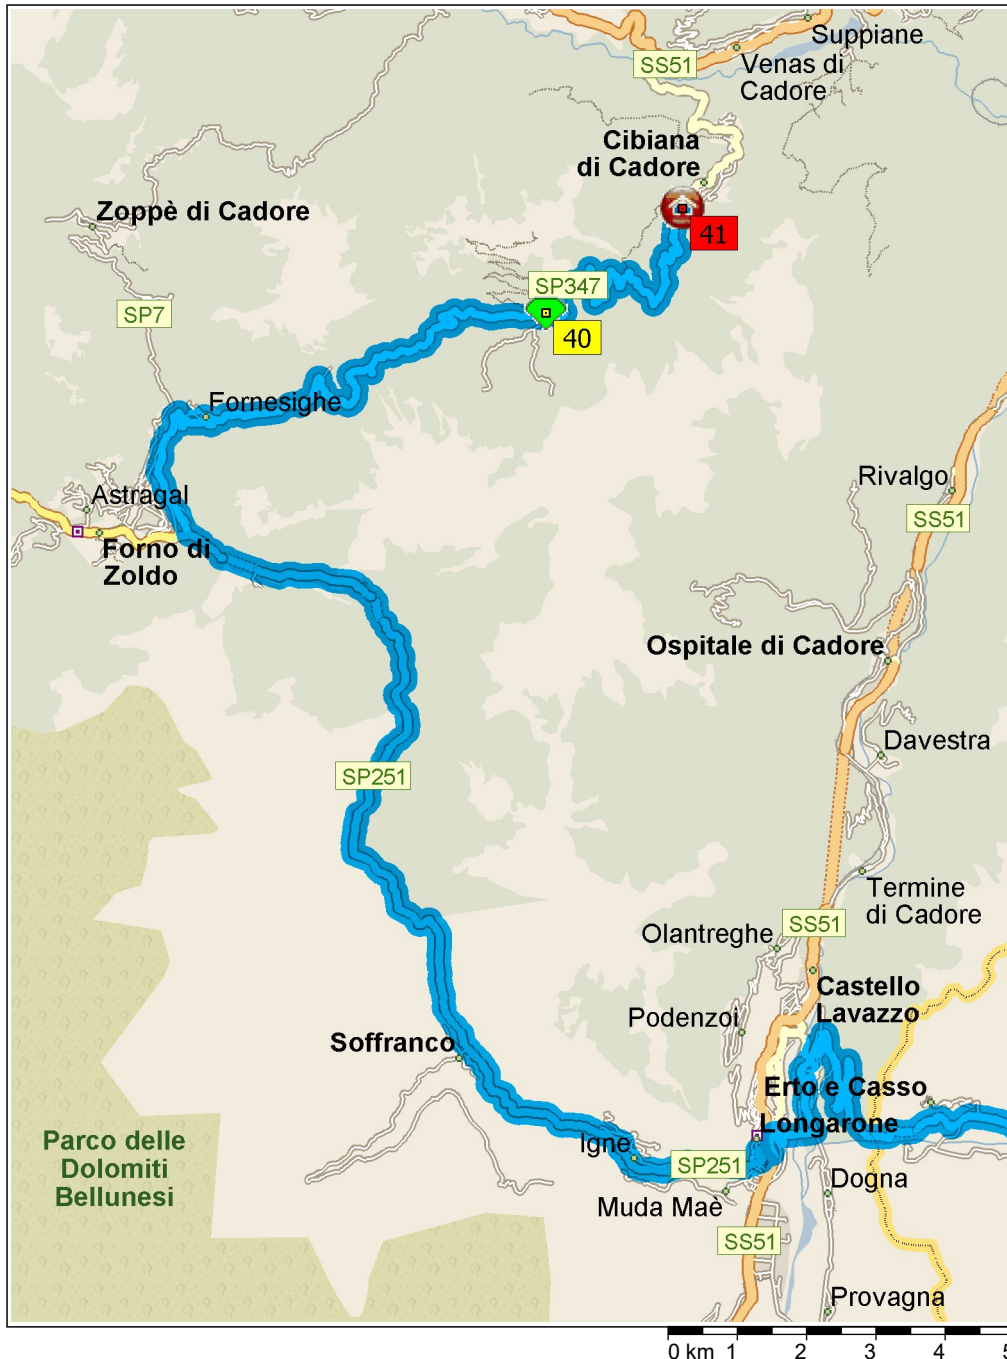 Suppiane
SS51
Venas di
Cadore
Cibiana
di Cadore
Zoppè di Cadore
41
SP347
SP7
40
Fornesighe
Rivalgo
Astragal
SS51
Forno di
Zoldo
Ospitale di Cadore
Davestra
SP251
Termine
di Cadore
SS51
Olantreghe
Castello
Lavazzo
Podenzoi
Soffranco
Erto e Casso
Longarone
Parco delle
Dolomiti
Bellunesi
Igne
SP251
Dogna
Muda Maè
SS51
Provagna
0 km 1 2 3 4